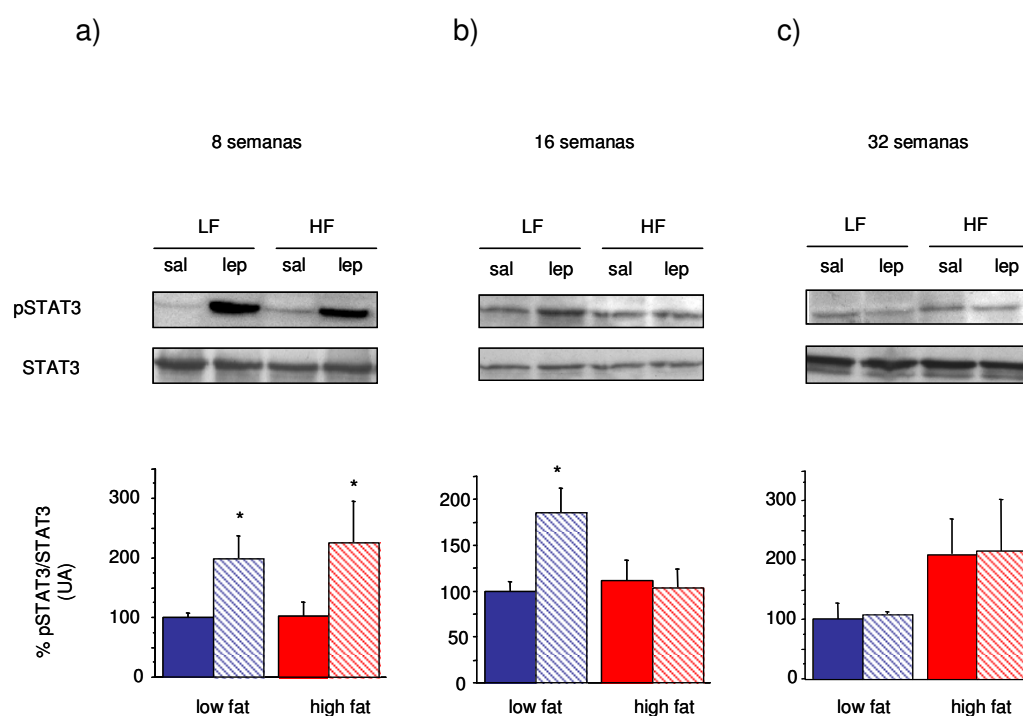 a) b) c)
8 semanas 16 semanas 32 semanas
LF HF LF HF LF HF
sal lep sal lep sal lep sal lep sal lep sal lep
pSTAT3
STAT3
% pSTAT3/STAT3
(UA)
300
200
100
0
*
*
low fat high fat
200
150
100
50
0
*
low fat high fat
300
200
100
0
low fat high fat